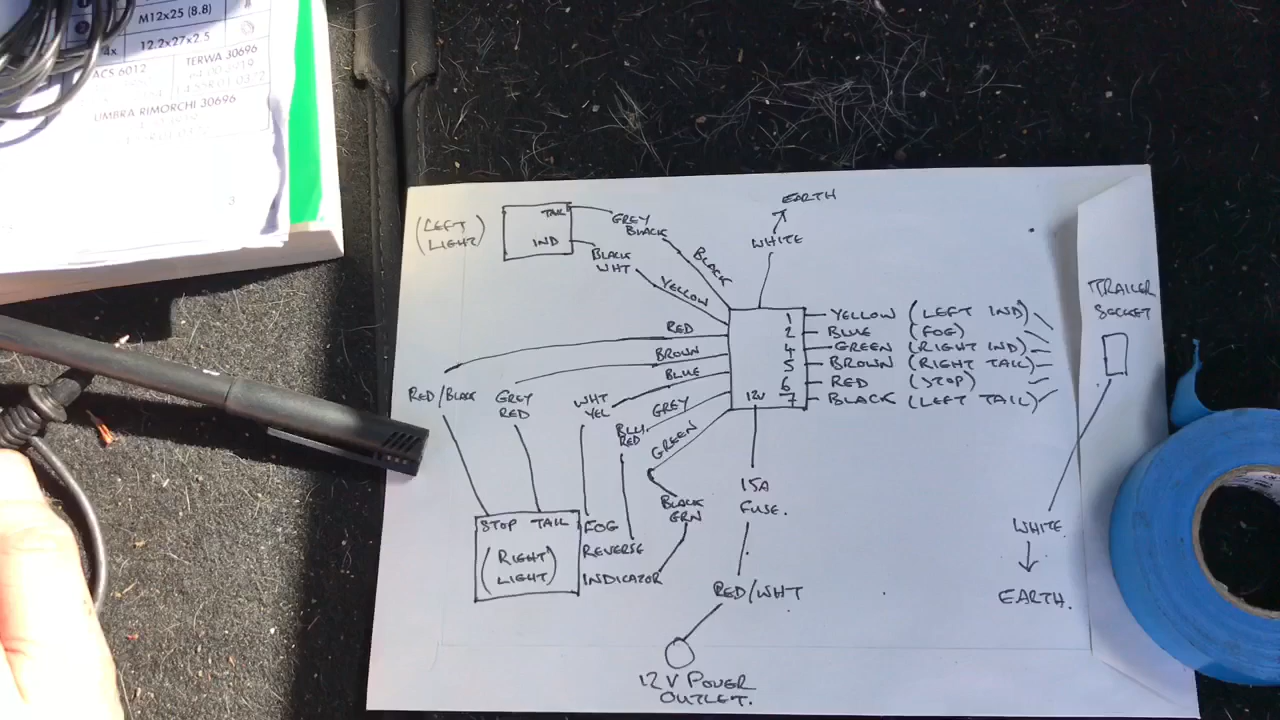 M12x25 (8.8)
4x
12.2x27x2.5
ACS 6012
TERWA 30696
UMBRA RIMORCHI 30696
3
(LEFT
LIGHT)
TAIL
IND
GREY
BLACK
BLACK
WHT
BLACK
YELLOW
EARTH
WHITE
RED
BROWN
BLUE
GREY
GREEN
RED/BLACK
GREY
RED
WHT
YEL
BLU
RED
BLACK
GRN
1 YELLOW (LEFT IND)
2 BLUE (FOG)
4 GREEN (RIGHT IND)
5 BROWN (RIGHT TAIL)
6 RED (STOP)
7 BLACK (LEFT TAIL)
12V
TRAILER
SOCKET
WHITE
EARTH.
15A
FUSE.
RED/WHT
12V POWER
OUTLET.
STOP TAIL
(RIGHT
LIGHT)
FOG
REVERSE
INDICATOR